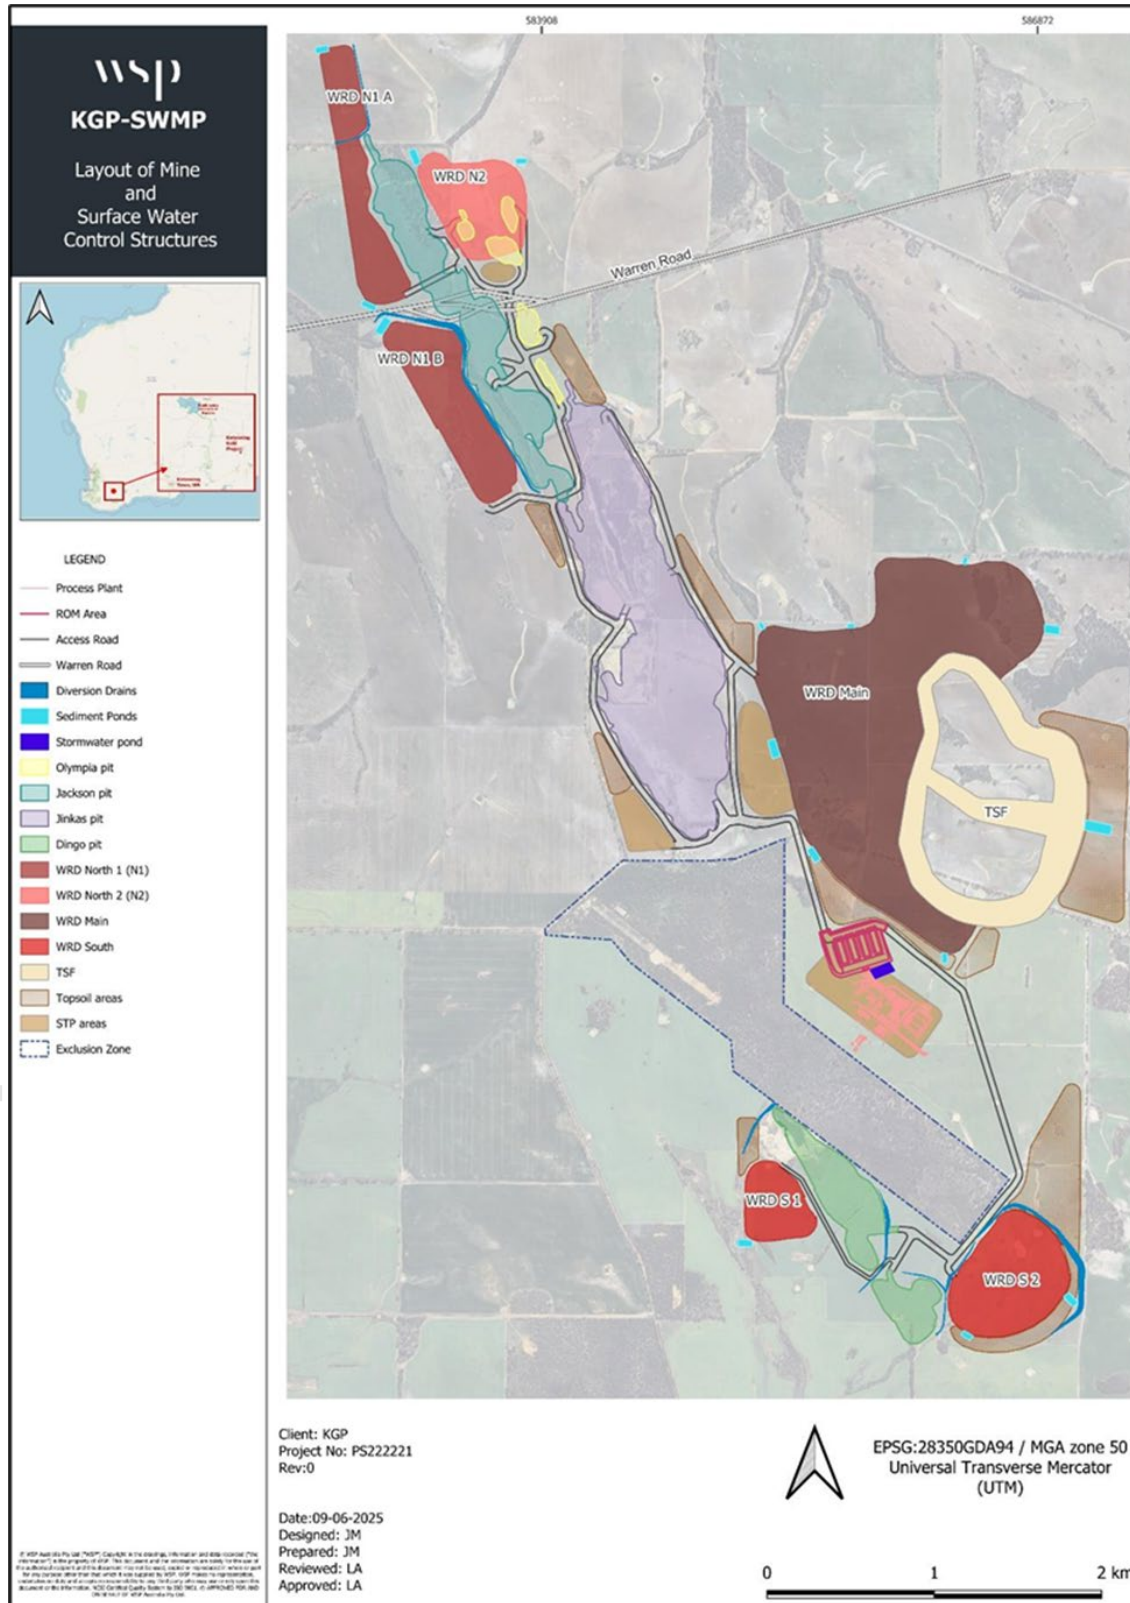 583908
586872
wsp
KGP-SWMP
Layout of Mine
and
Surface Water
Control Structures
LEGEND
Process Plant
ROM Area
Access Road
Warren Road
Diversion Drains
Sediment Ponds
Stormwater pond
Olympia pit
Jackson pit
Jinkas pit
Dingo pit
WRD North 1 (N1)
WRD North 2 (N2)
WRD Main
WRD South
TSF
Topsoil areas
STP areas
Exclusion Zone
WRD N1 A
WRD N2
Warren Road
WRD N1 B
WRD Main
TSF
WRD S 1
WRD S 2
Client: KGP
Project No: PS222221
Rev:0
Date:09-06-2025
Designed: JM
Prepared: JM
Reviewed: LA
Approved: LA
EPSG:28350GDA94 / MGA zone 50
Universal Transverse Mercator
(UTM)
0 1 2 km